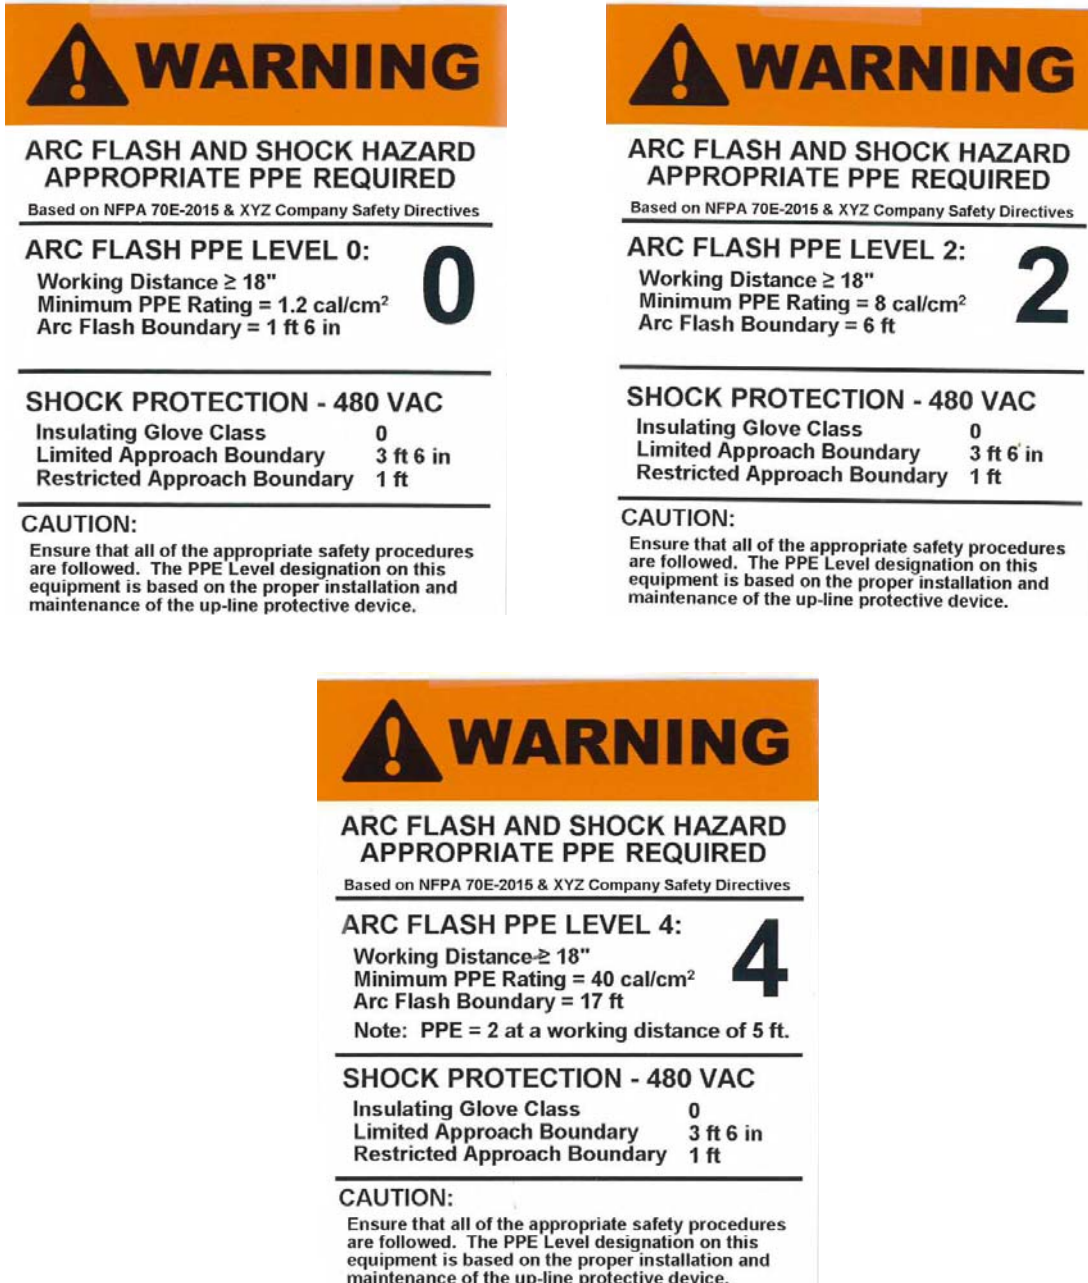 WARNING
ARC FLASH AND SHOCK HAZARD
APPROPRIATE PPE REQUIRED
Based on NFPA 70E-2015 & XYZ Company Safety Directives
ARC FLASH PPE LEVEL 0:
0
Working Distance ≥ 18"
Minimum PPE Rating = 1.2 cal/cm²
Arc Flash Boundary = 1 ft 6 in
SHOCK PROTECTION - 480 VAC
Insulating Glove Class 0
Limited Approach Boundary 3 ft 6 in
Restricted Approach Boundary 1 ft
CAUTION:
Ensure that all of the appropriate safety procedures
are followed. The PPE Level designation on this
equipment is based on the proper installation and
maintenance of the up-line protective device.
WARNING
ARC FLASH AND SHOCK HAZARD
APPROPRIATE PPE REQUIRED
Based on NFPA 70E-2015 & XYZ Company Safety Directives
ARC FLASH PPE LEVEL 2:
2
Working Distance ≥ 18"
Minimum PPE Rating = 8 cal/cm²
Arc Flash Boundary = 6 ft
SHOCK PROTECTION - 480 VAC
Insulating Glove Class 0
Limited Approach Boundary 3 ft 6 in
Restricted Approach Boundary 1 ft
CAUTION:
Ensure that all of the appropriate safety procedures
are followed. The PPE Level designation on this
equipment is based on the proper installation and
maintenance of the up-line protective device.
WARNING
ARC FLASH AND SHOCK HAZARD
APPROPRIATE PPE REQUIRED
Based on NFPA 70E-2015 & XYZ Company Safety Directives
ARC FLASH PPE LEVEL 4:
4
Working Distance ≥ 18"
Minimum PPE Rating = 40 cal/cm²
Arc Flash Boundary = 17 ft
Note: PPE = 2 at a working distance of 5 ft.
SHOCK PROTECTION - 480 VAC
Insulating Glove Class 0
Limited Approach Boundary 3 ft 6 in
Restricted Approach Boundary 1 ft
CAUTION:
Ensure that all of the appropriate safety procedures
are followed. The PPE Level designation on this
equipment is based on the proper installation and
maintenance of the up-line protective device.